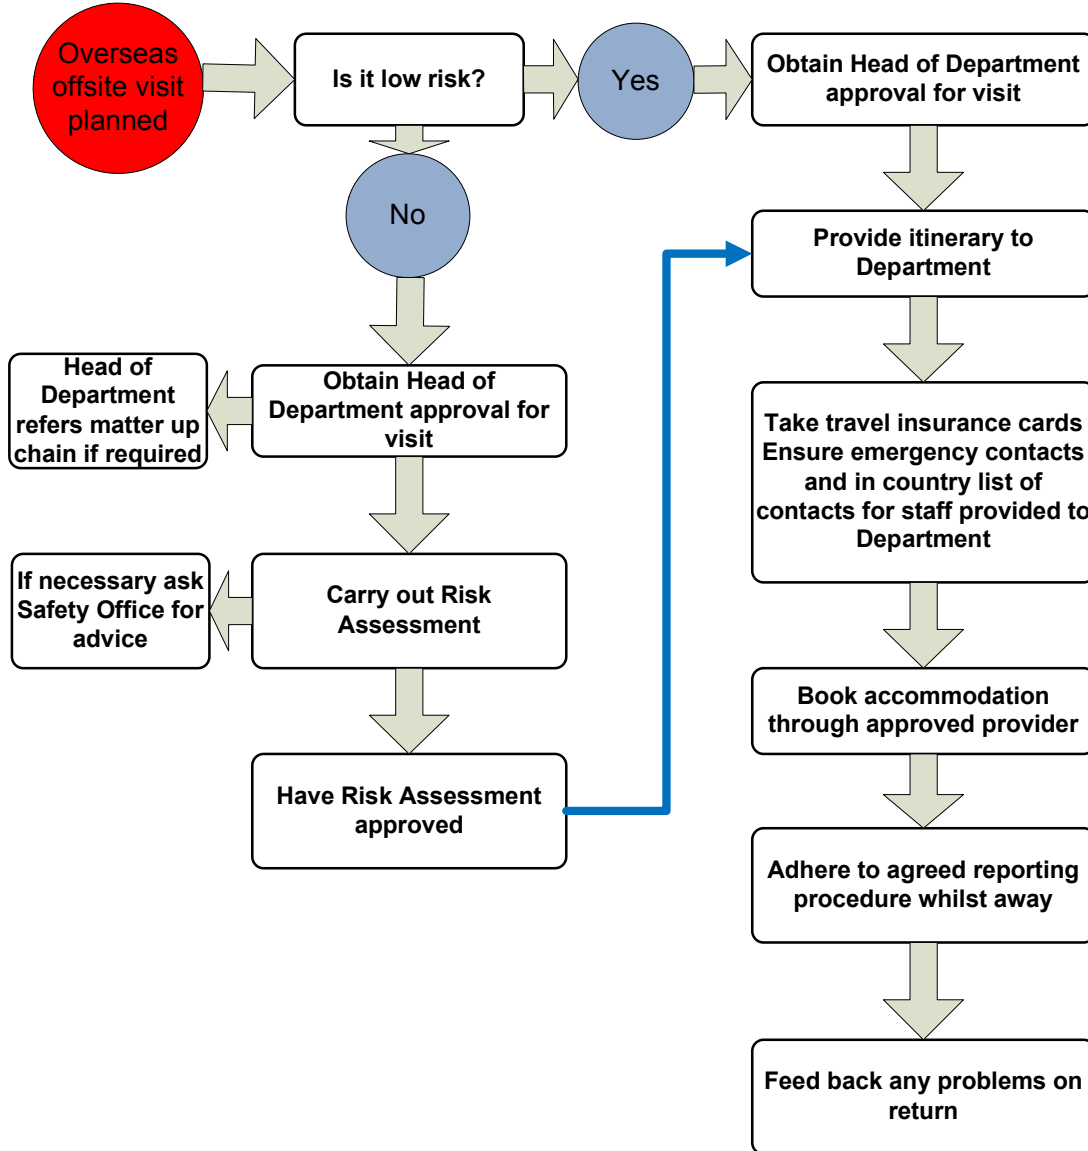 Overseas
offsite visit
planned
Is it low risk?
Yes
Obtain Head of Department
approval for visit
No
Provide itinerary to
Department
Head of
Department
refers matter up
chain if required
Obtain Head of
Department approval for
visit
Take travel insurance cards
Ensure emergency contacts
and in country list of
contacts for staff provided to
Department
If necessary ask
Safety Office for
advice
Carry out Risk
Assessment
Book accommodation
through approved provider
Have Risk Assessment
approved
Adhere to agreed reporting
procedure whilst away
Feed back any problems on
return